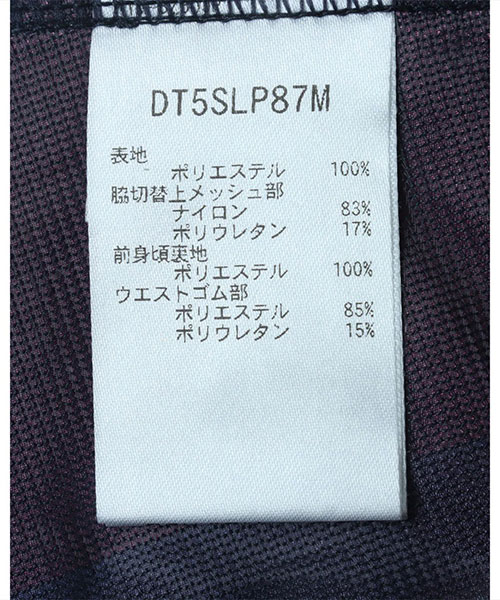 DT5SLP87M
表地
ポリエステル 100%
脇切替上メッシュ部
ナイロン 83%
ポリウレタン 17%
前身頃裏地
ポリエステル 100%
ウエストゴム部
ポリエステル 85%
ポリウレタン 15%